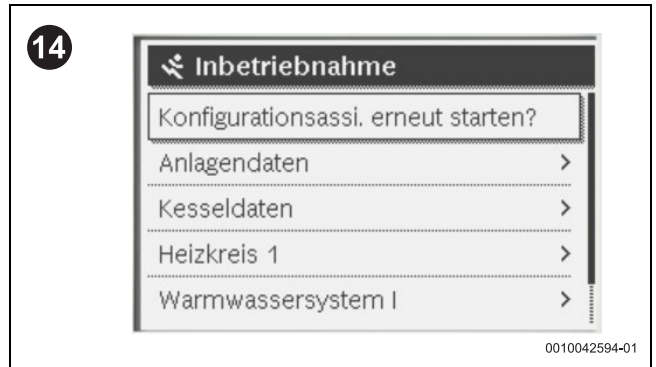 14
Inbetriebnahme
Konfigurationsassi. erneut starten?
Anlagendaten >
Kesseldaten >
Heizkreis 1 >
Warmwassersystem I >
0010042594-01